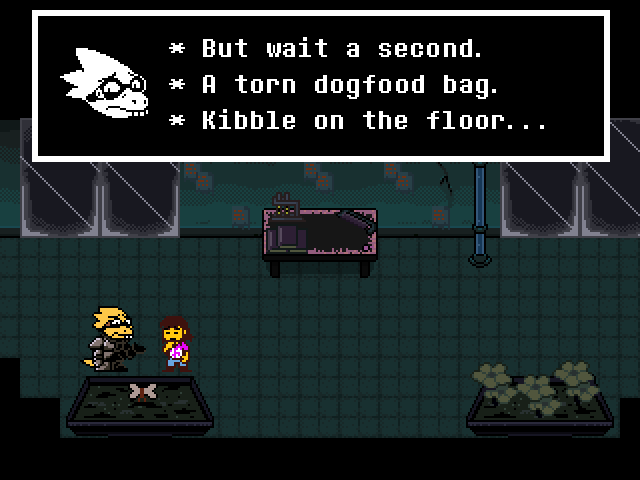 * But wait a second.
* A torn dogfood bag.
* Kibble on the floor...